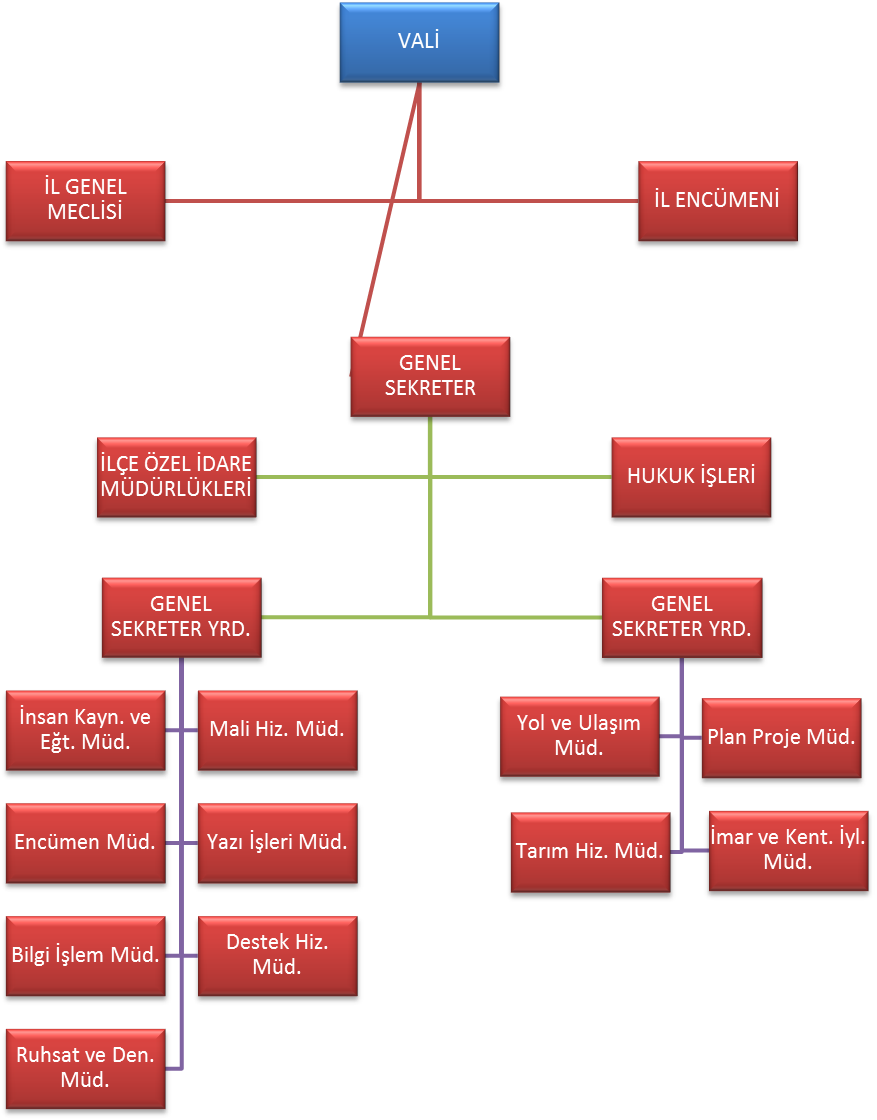 VALİ
İL GENEL
MECLİSİ
İL ENCÜMENİ
GENEL
SEKRETER
İLÇE ÖZEL İDARE
MÜDÜRLÜKLERİ
HUKUK İŞLERİ
GENEL
SEKRETER YRD.
GENEL
SEKRETER YRD.
İnsan Kayn. ve
Eğt. Müd.
Mali Hiz. Müd.
Yol ve Ulaşım
Müd.
Plan Proje Müd.
Encümen Müd.
Yazı İşleri Müd.
Tarım Hiz. Müd.
İmar ve Kent. İyl.
Müd.
Bilgi İşlem Müd.
Destek Hiz.
Müd.
Ruhsat ve Den.
Müd.